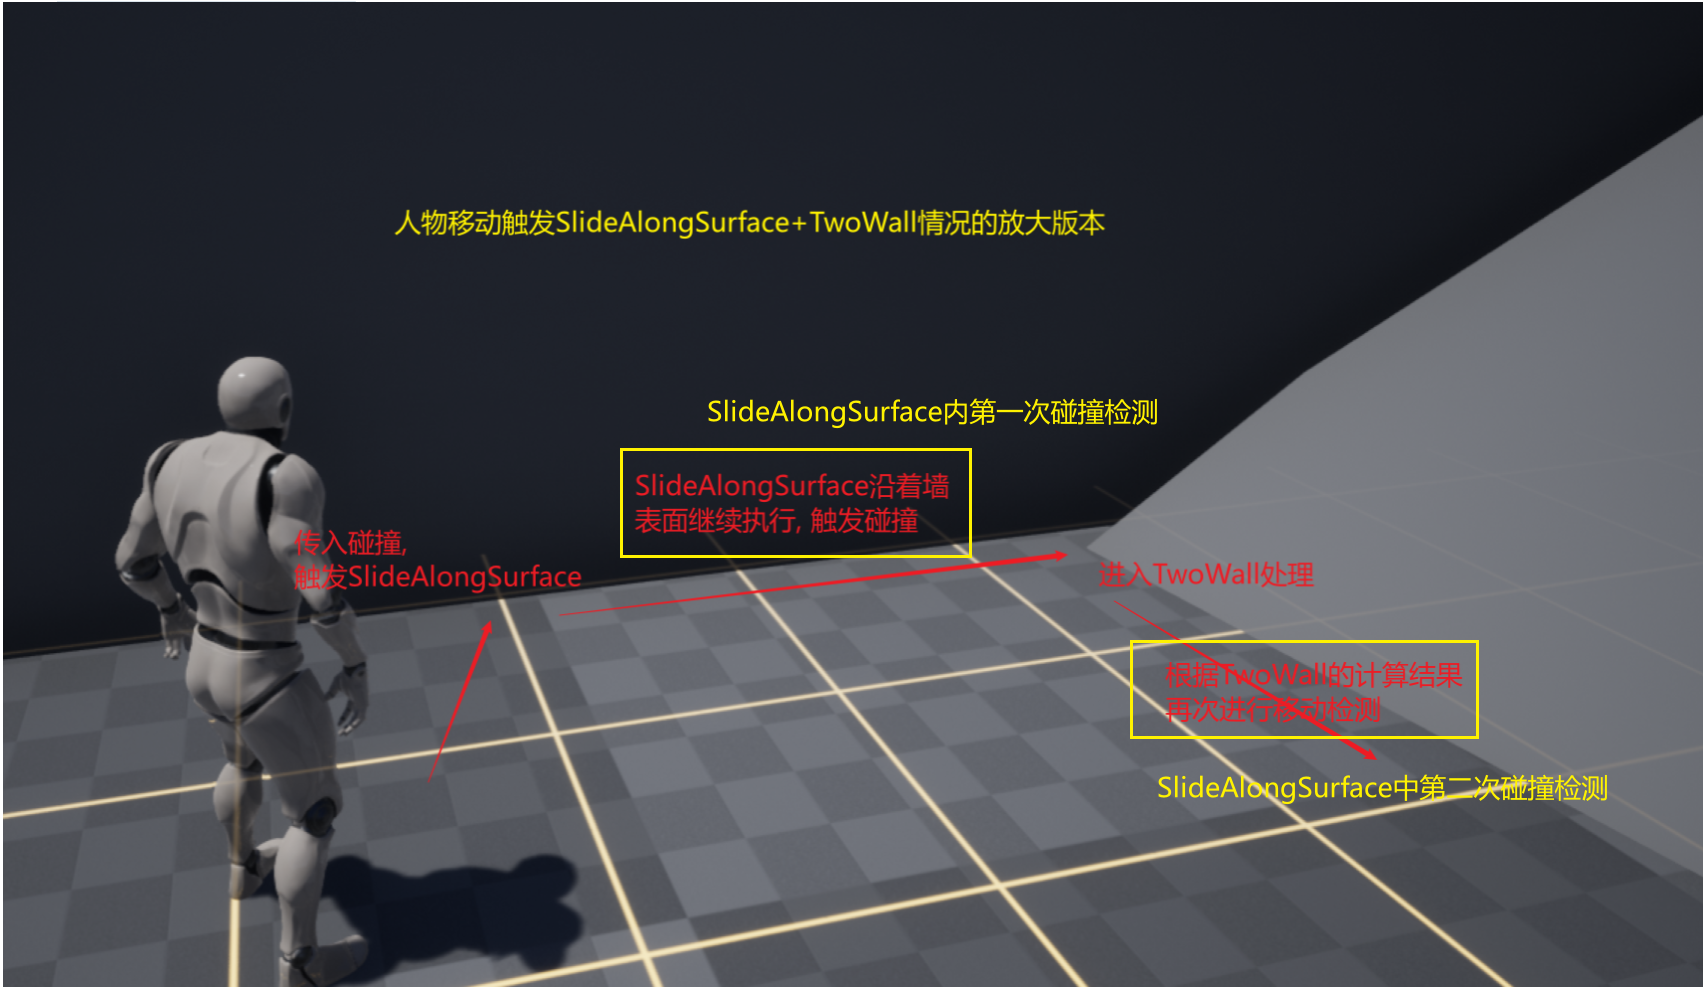 人物移动触发SlideAlongSurface+TwoWall情况的放大版本
SlideAlongSurface内第一次碰撞检测
SlideAlongSurface沿着墙
表面继续执行, 触发碰撞
传入碰撞,
触发SlideAlongSurface
进入TwoWall处理
根据TwoWall的计算结果
再次进行移动检测
SlideAlongSurface中第二次碰撞检测